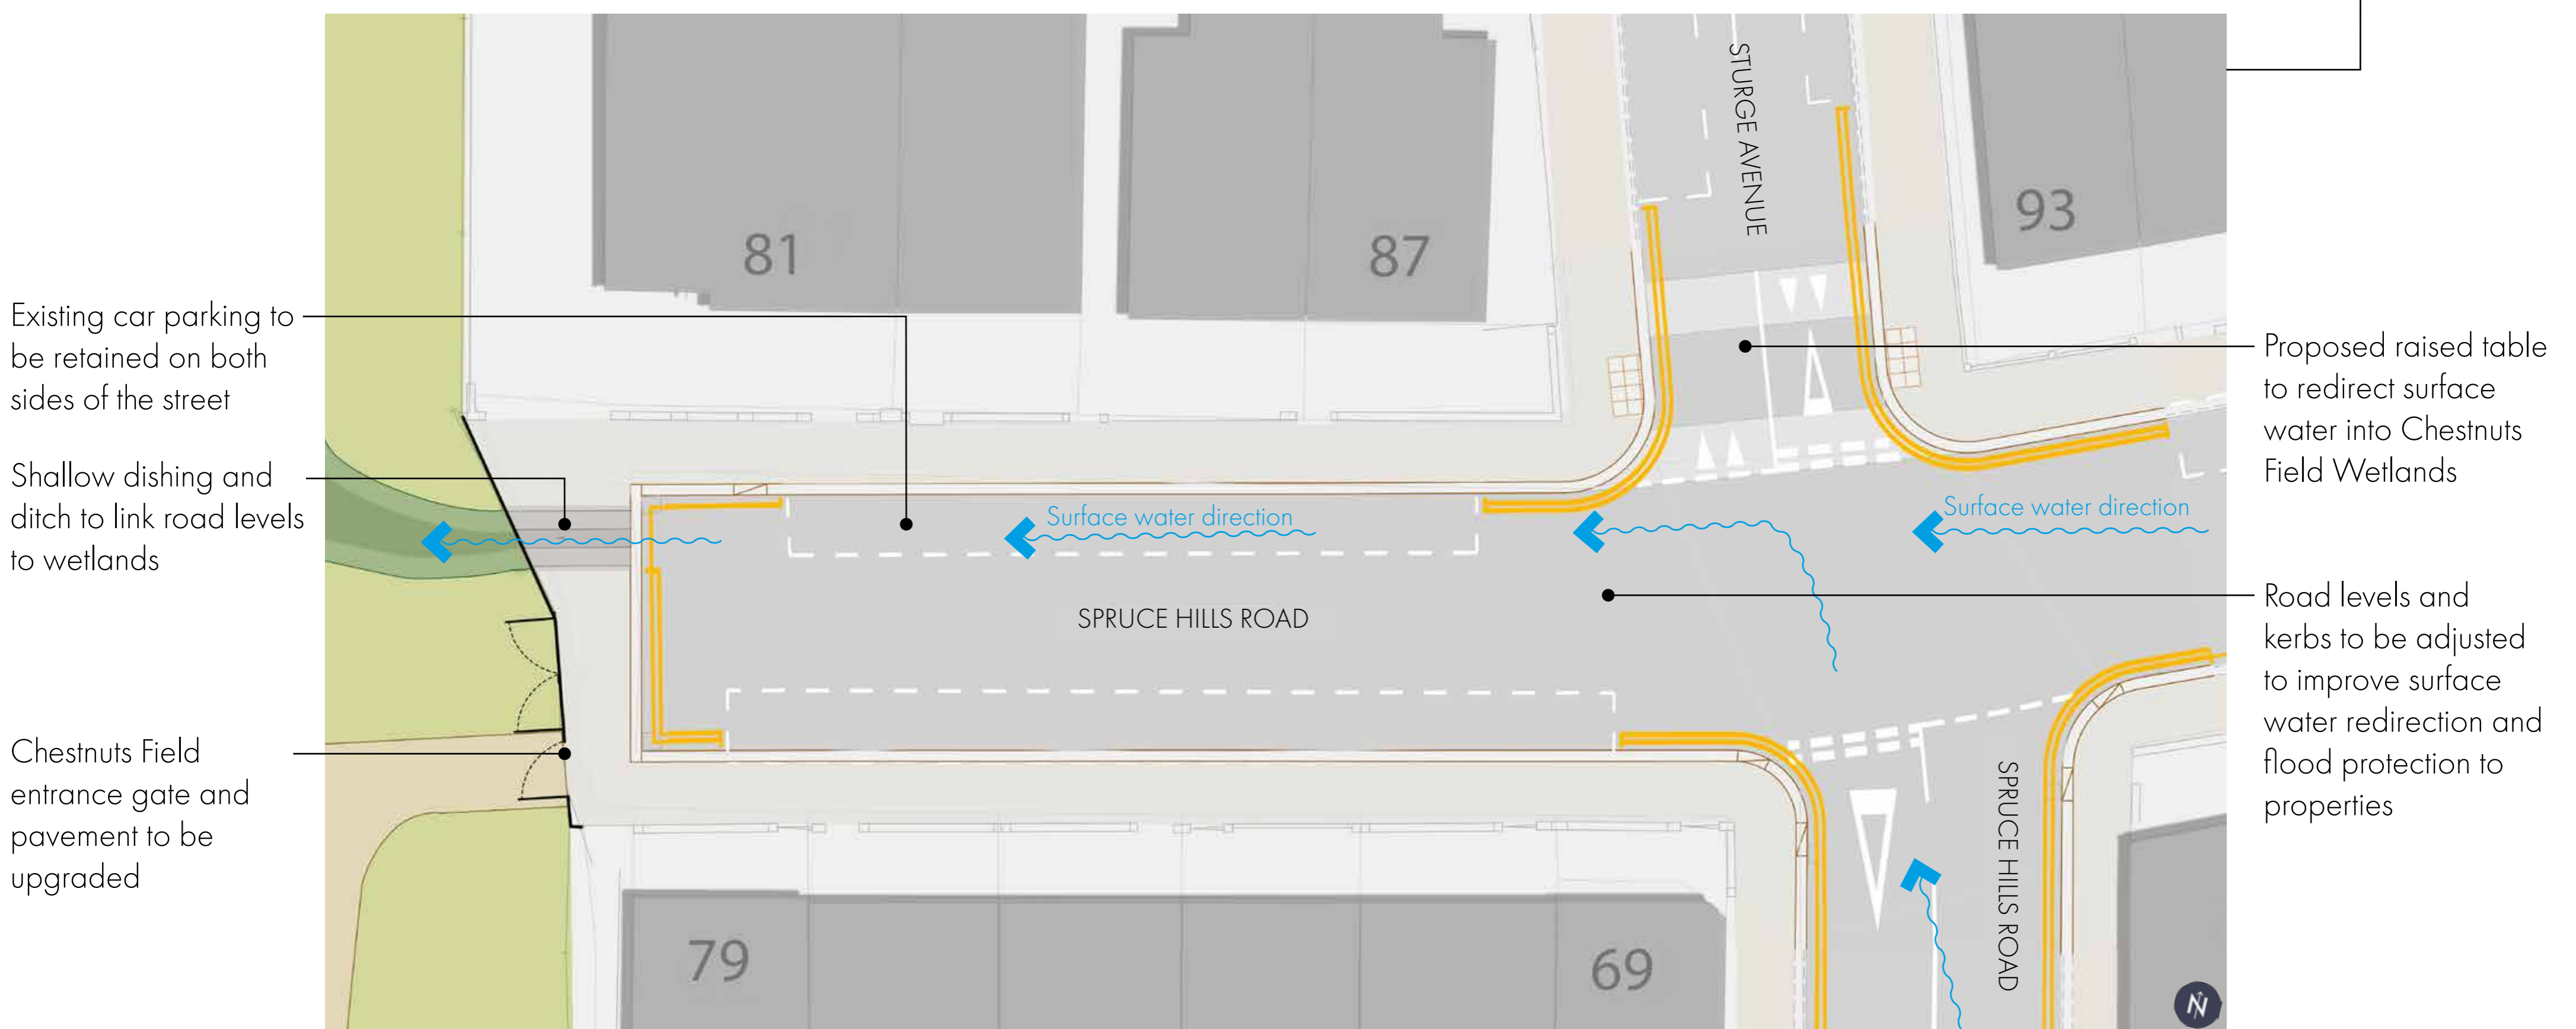 Existing car parking to
be retained on both
sides of the street
Shallow dishing and
ditch to link road levels
to wetlands
Chestnuts Field
entrance gate and
pavement to be
upgraded
81
87
STURGE AVENUE
93
Surface water direction
Surface water direction
SPRUCE HILLS ROAD
SPRUCE HILLS ROAD
79
69
N
Proposed raised table
to redirect surface
water into Chestnuts
Field Wetlands
Road levels and
kerbs to be adjusted
to improve surface
water redirection and
flood protection to
properties